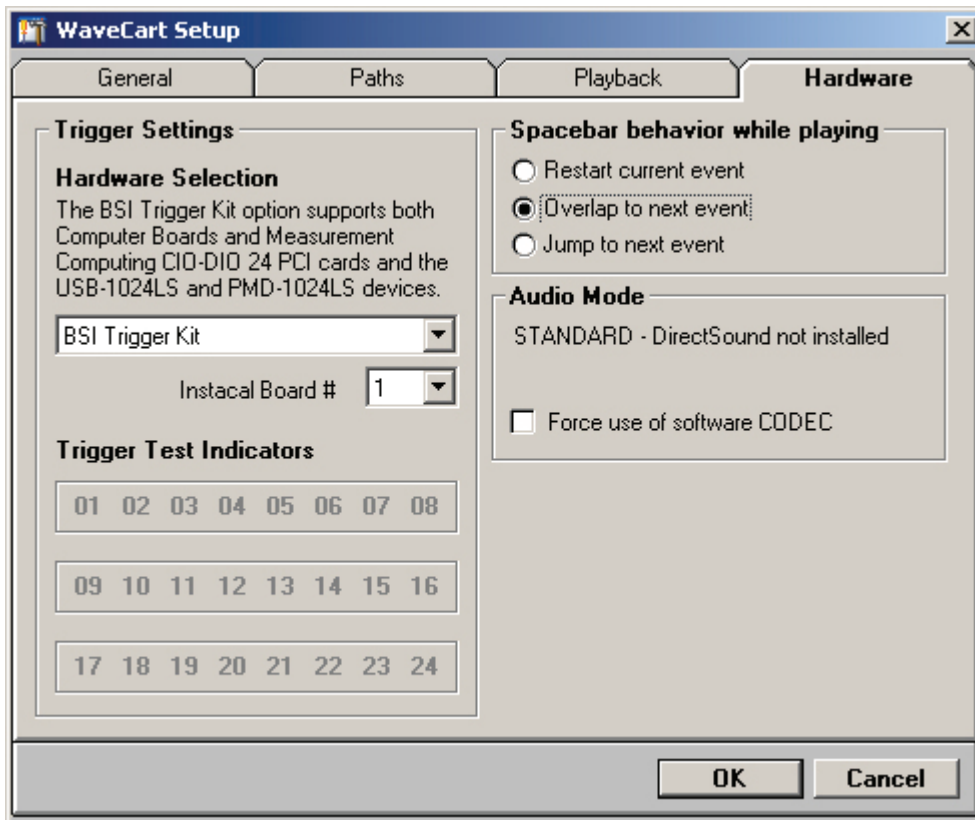 WaveCart Setup
General
Paths
Playback
Hardware
Trigger Settings
Hardware Selection
The BSI Trigger Kit option supports both
Computer Boards and Measurement
Computing CIO-DIO 24 PCI cards and the
USB-1024LS and PMD-1024LS devices.
BSI Trigger Kit
Instacal Board # 1
Trigger Test Indicators
01 02 03 04 05 06 07 08
09 10 11 12 13 14 15 16
17 18 19 20 21 22 23 24
Spacebar behavior while playing
Restart current event
Overlap to next event
Jump to next event
Audio Mode
STANDARD - DirectSound not installed
Force use of software CODEC
OK
Cancel